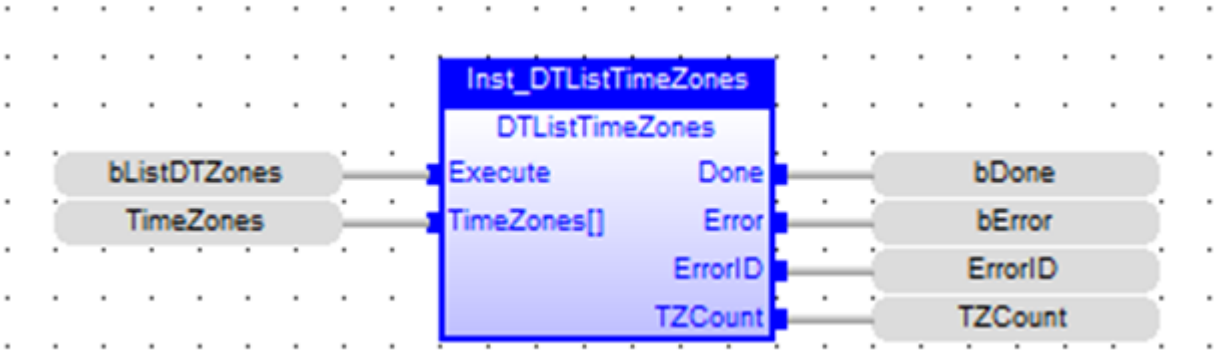 Inst_DTListTimeZones
DTListTimeZones
bListDTZones Execute Done bDone
TimeZones TimeZones[] Error bError
ErrorID ErrorID
TZCount TZCount